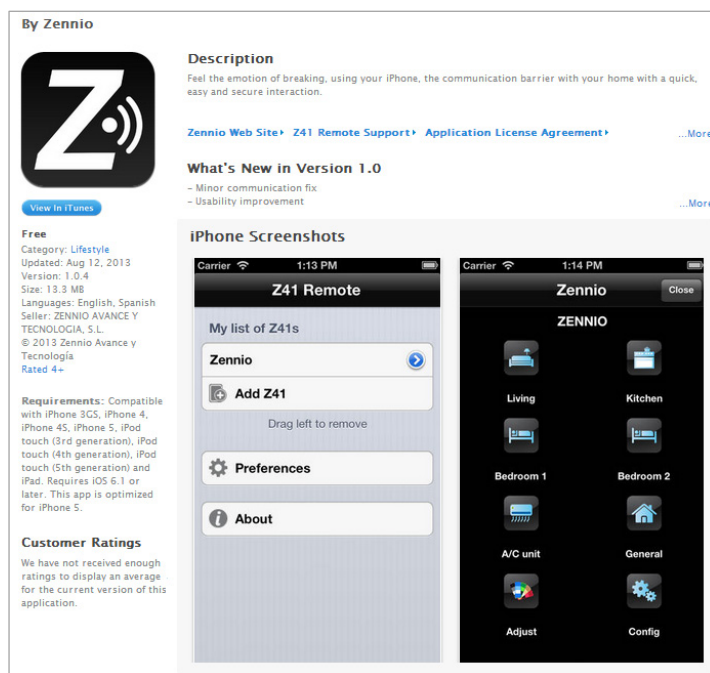 By Zennio
Z
View In iTunes
Free
Category: Lifestyle
Updated: Aug 12, 2013
Version: 1.0.4
Size: 13.3 MB
Languages: English, Spanish
Seller: ZENNIO AVANCE Y
TECNOLOGIA, S.L.
© 2013 Zennio Avance y
Tecnología
Rated 4+
Requirements: Compatible
with iPhone 3GS, iPhone 4,
iPhone 4S, iPhone 5, iPod
touch (3rd generation), iPod
touch (4th generation), iPod
touch (5th generation) and
iPad. Requires iOS 6.1 or
later. This app is optimized
for iPhone 5.
Customer Ratings
We have not received enough
ratings to display an average
for the current version of this
application.
Description
Feel the emotion of breaking, using your iPhone, the communication barrier with your home with a quick,
easy and secure interaction.
Zennio Web Site Z41 Remote Support Application License Agreement ...More
What's New in Version 1.0
- Minor communication fix
- Usability improvement ...More
iPhone Screenshots
Carrier 1:13 PM
Z41 Remote
My list of Z41s
Zennio
Add Z41
Drag left to remove
Preferences
About
Carrier 1:14 PM
Zennio Close
ZENNIO
Living Kitchen
Bedroom 1 Bedroom 2
A/C unit General
Adjust Config